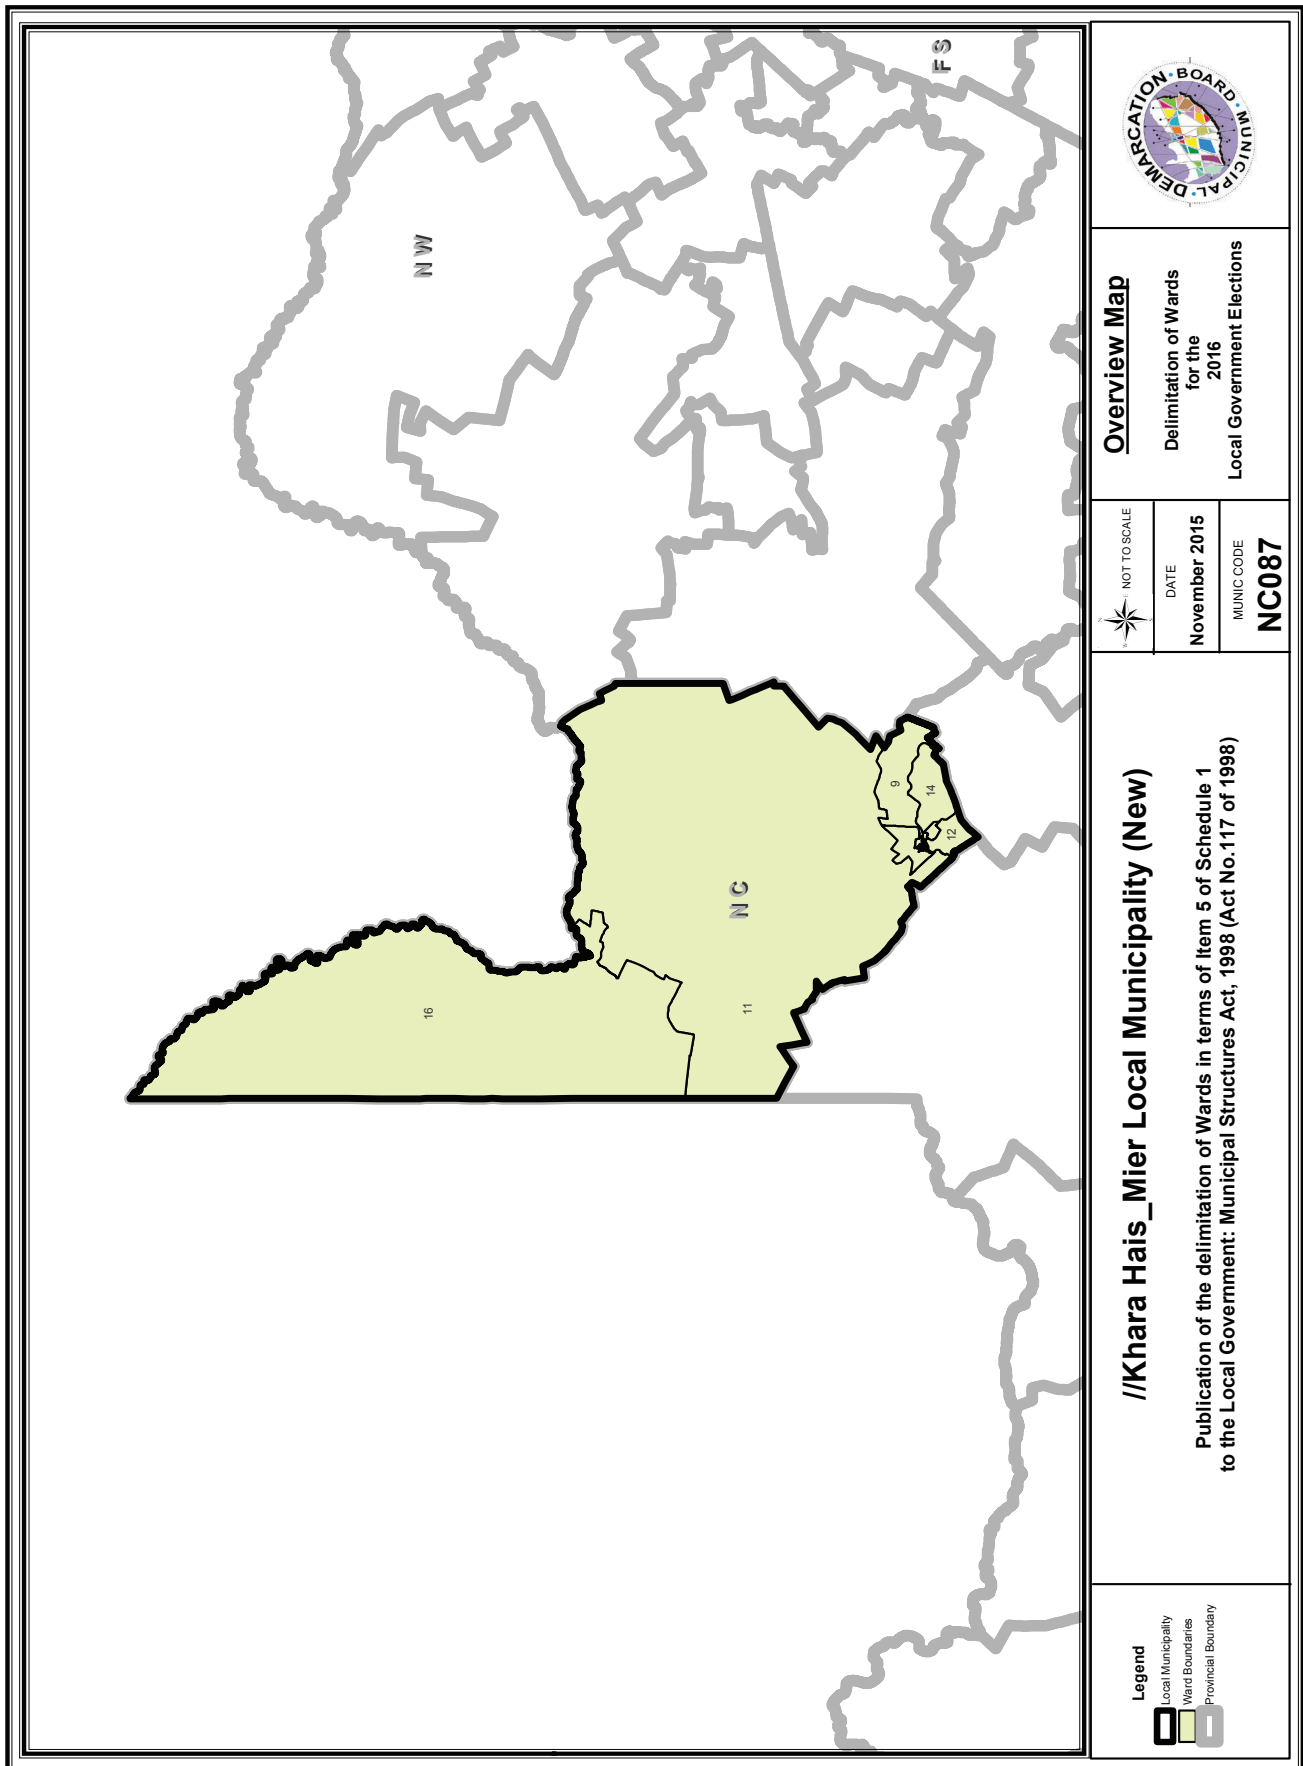 N W
F S
N C
16
11
9
14
12
Legend
Local Municipality
Ward Boundaries
Provincial Boundary
//Khara Hais_Mier Local Municipality (New)
Publication of the delimitation of Wards in terms of Item 5 of Schedule 1
to the Local Government: Municipal Structures Act, 1998 (Act No.117 of 1998)
N
W
E
S
NOT TO SCALE
DATE
November 2015
MUNIC CODE
NC087
Overview Map
Delimitation of Wards
for the
2016
Local Government Elections
MUNICIPAL • DEMARCATION • BOARD •